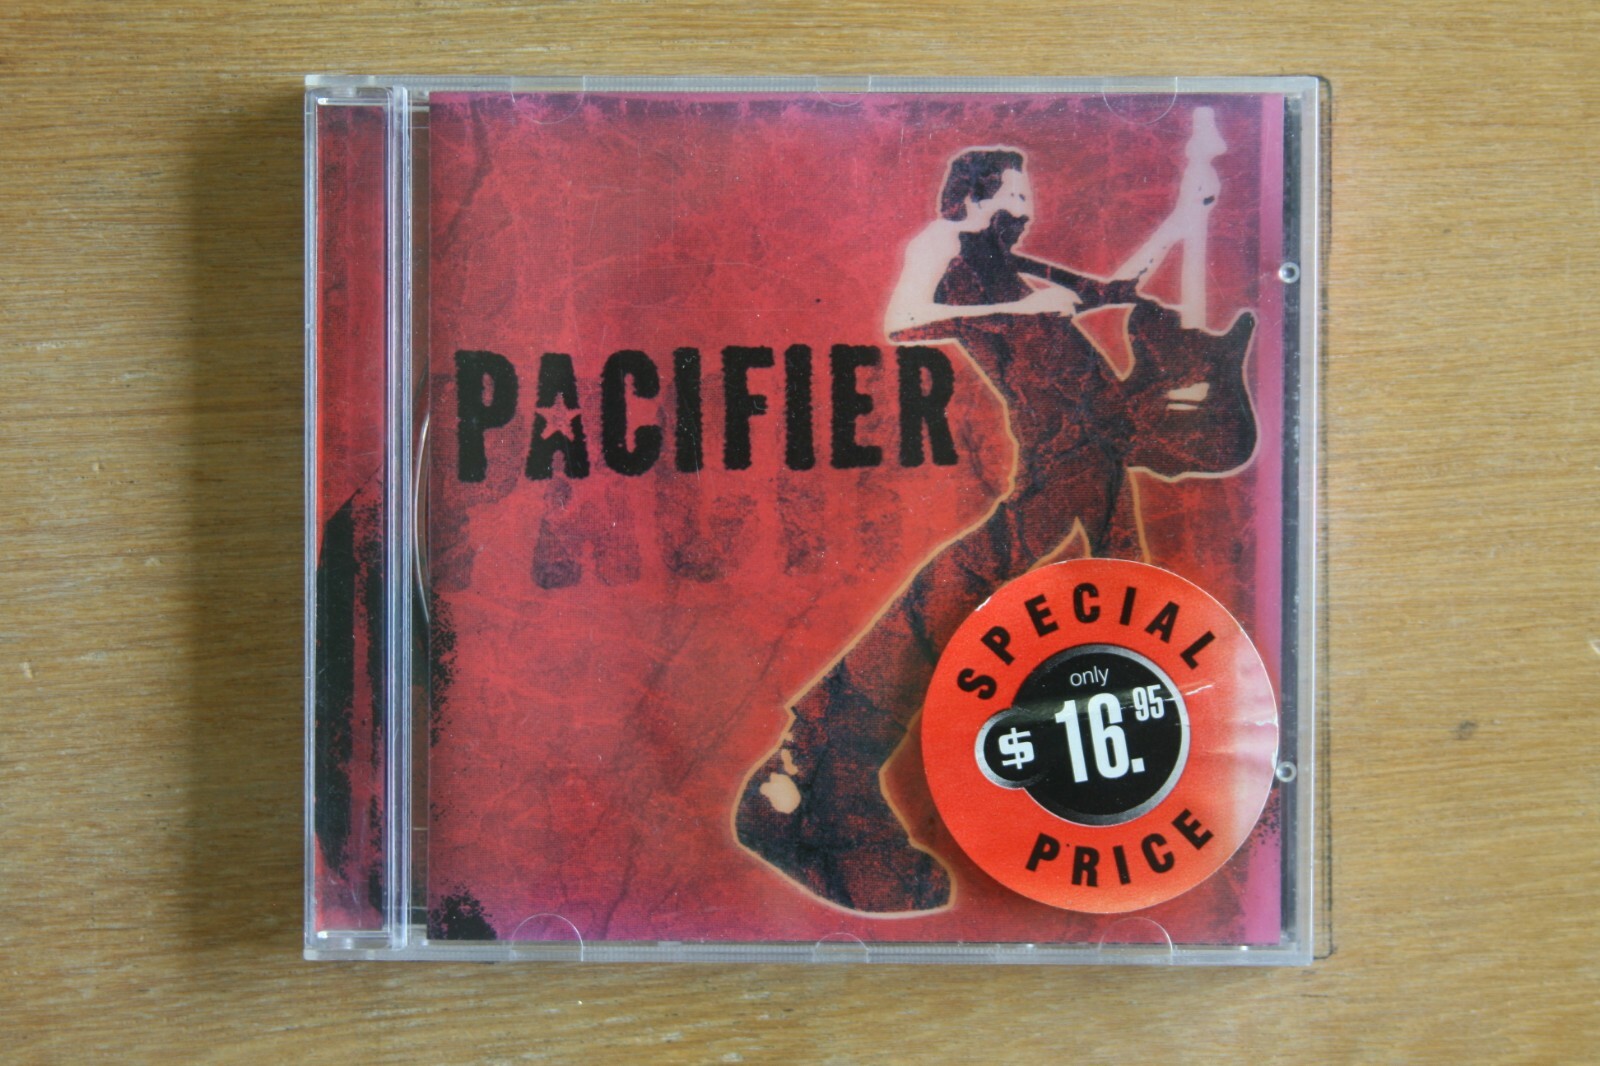 PACIFIER
SPECIAL
only
$16.95
PRICE